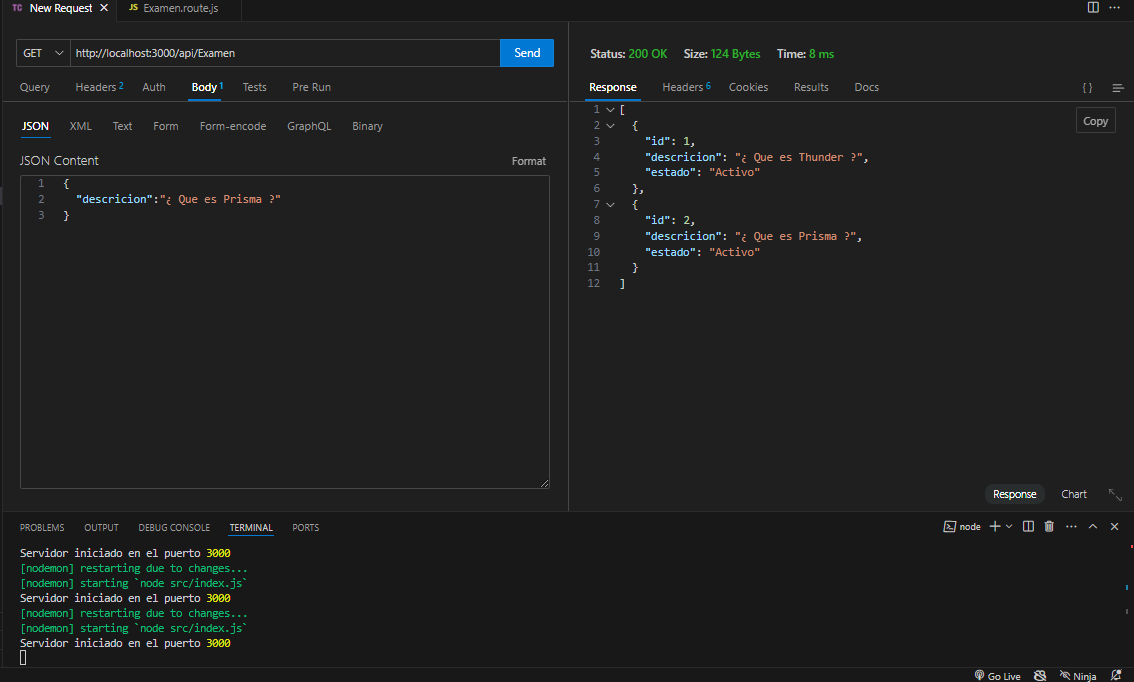 TC New Request ✕ JS Examen.route.js ···
GET http://localhost:3000/api/Examen Send
Query Headers 2 Auth Body 1 Tests Pre Run
JSON XML Text Form Form-encode GraphQL Binary
JSON Content Format
1 {
2 "descricion":"¿ Que es Prisma ?"
3 }
Status: 200 OK Size: 124 Bytes Time: 8 ms
Response Headers 6 Cookies Results Docs { }
Copy
1 [
2 {
3 "id": 1,
4 "descricion": "¿ Que es Thunder ?",
5 "estado": "Activo"
6 },
7 {
8 "id": 2,
9 "descricion": "¿ Que es Prisma ?",
10 "estado": "Activo"
11 }
12 ]
Response Chart
PROBLEMS OUTPUT DEBUG CONSOLE TERMINAL PORTS node
Servidor iniciado en el puerto 3000
[nodemon] restarting due to changes...
[nodemon] starting `node src/index.js`
Servidor iniciado en el puerto 3000
[nodemon] restarting due to changes...
[nodemon] starting `node src/index.js`
Servidor iniciado en el puerto 3000
Go Live Ninja